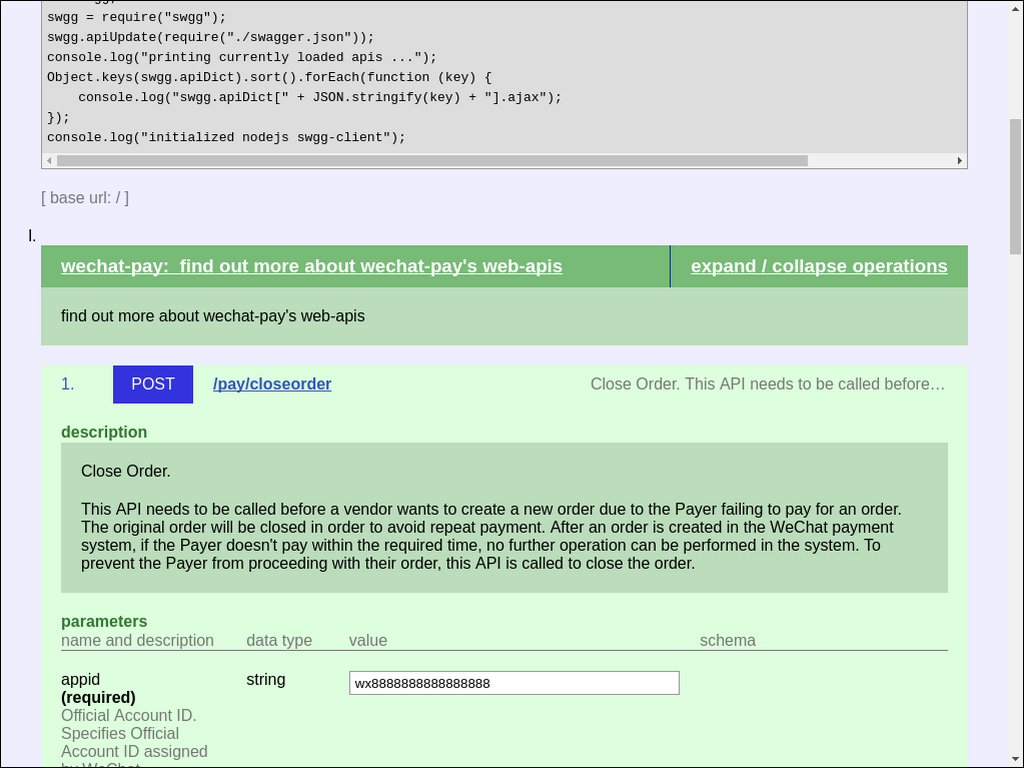 swgg = require("swgg");
swgg.apiUpdate(require("./swagger.json"));
console.log("printing currently loaded apis ...");
Object.keys(swgg.apiDict).sort().forEach(function (key) {
    console.log("swgg.apiDict[" + JSON.stringify(key) + "].ajax");
});
console.log("initialized nodejs swgg-client");
[ base url: / ]
I.
wechat-pay:  find out more about wechat-pay's web-apis
expand / collapse operations
find out more about wechat-pay's web-apis
1. POST /pay/closeorder Close Order. This API needs to be called before…
description
Close Order.
This API needs to be called before a vendor wants to create a new order due to the Payer failing to pay for an order.
The original order will be closed in order to avoid repeat payment. After an order is created in the WeChat payment
system, if the Payer doesn't pay within the required time, no further operation can be performed in the system. To
prevent the Payer from proceeding with their order, this API is called to close the order.
parameters
name and description data type value schema
appid string wx8888888888888888
(required)
Official Account ID.
Specifies Official
Account ID assigned
by WeChat